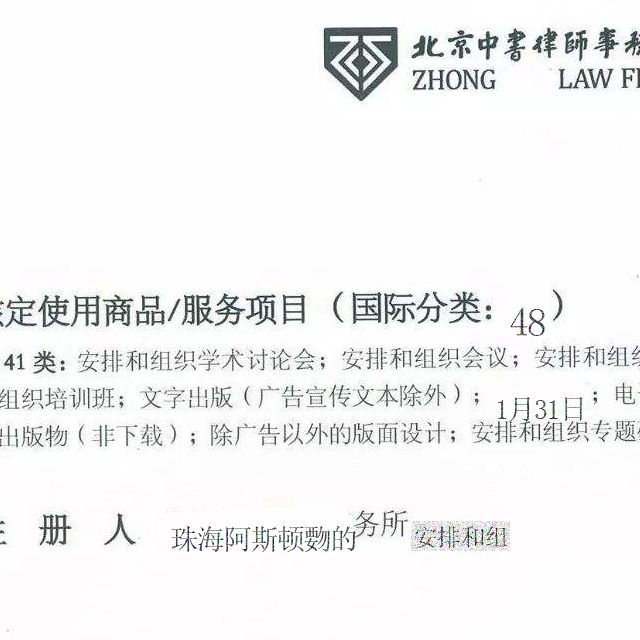 北京中書律師事務
ZHONG LAW FI
核定使用商品/服务项目（国际分类：48）
41类：安排和组织学术讨论会；安排和组织会议；安排和组织
组织培训班；文字出版（广告宣传文本除外）；1月31日；电子
出版物（非下载）；除广告以外的版面设计；安排和组织专题
注 册 人 珠海阿斯顿覅的务所 安排和组